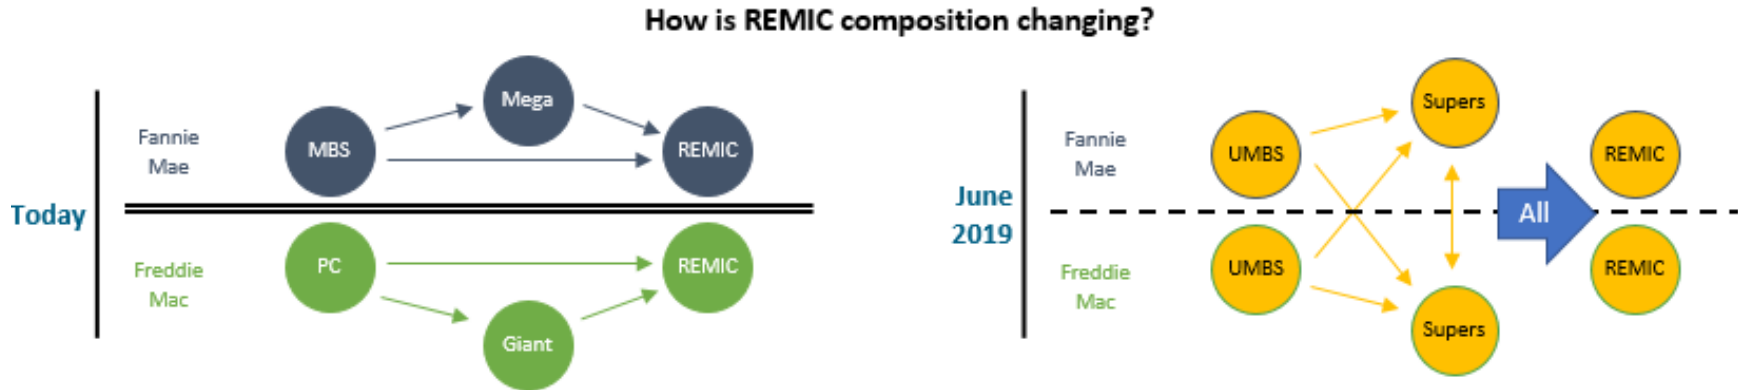 How is REMIC composition changing?
Today
Fannie
Mae
MBS
Mega
REMIC
Freddie
Mac
PC
Giant
REMIC
June
2019
Fannie
Mae
UMBS
Supers
REMIC
All
Freddie
Mac
UMBS
Supers
REMIC